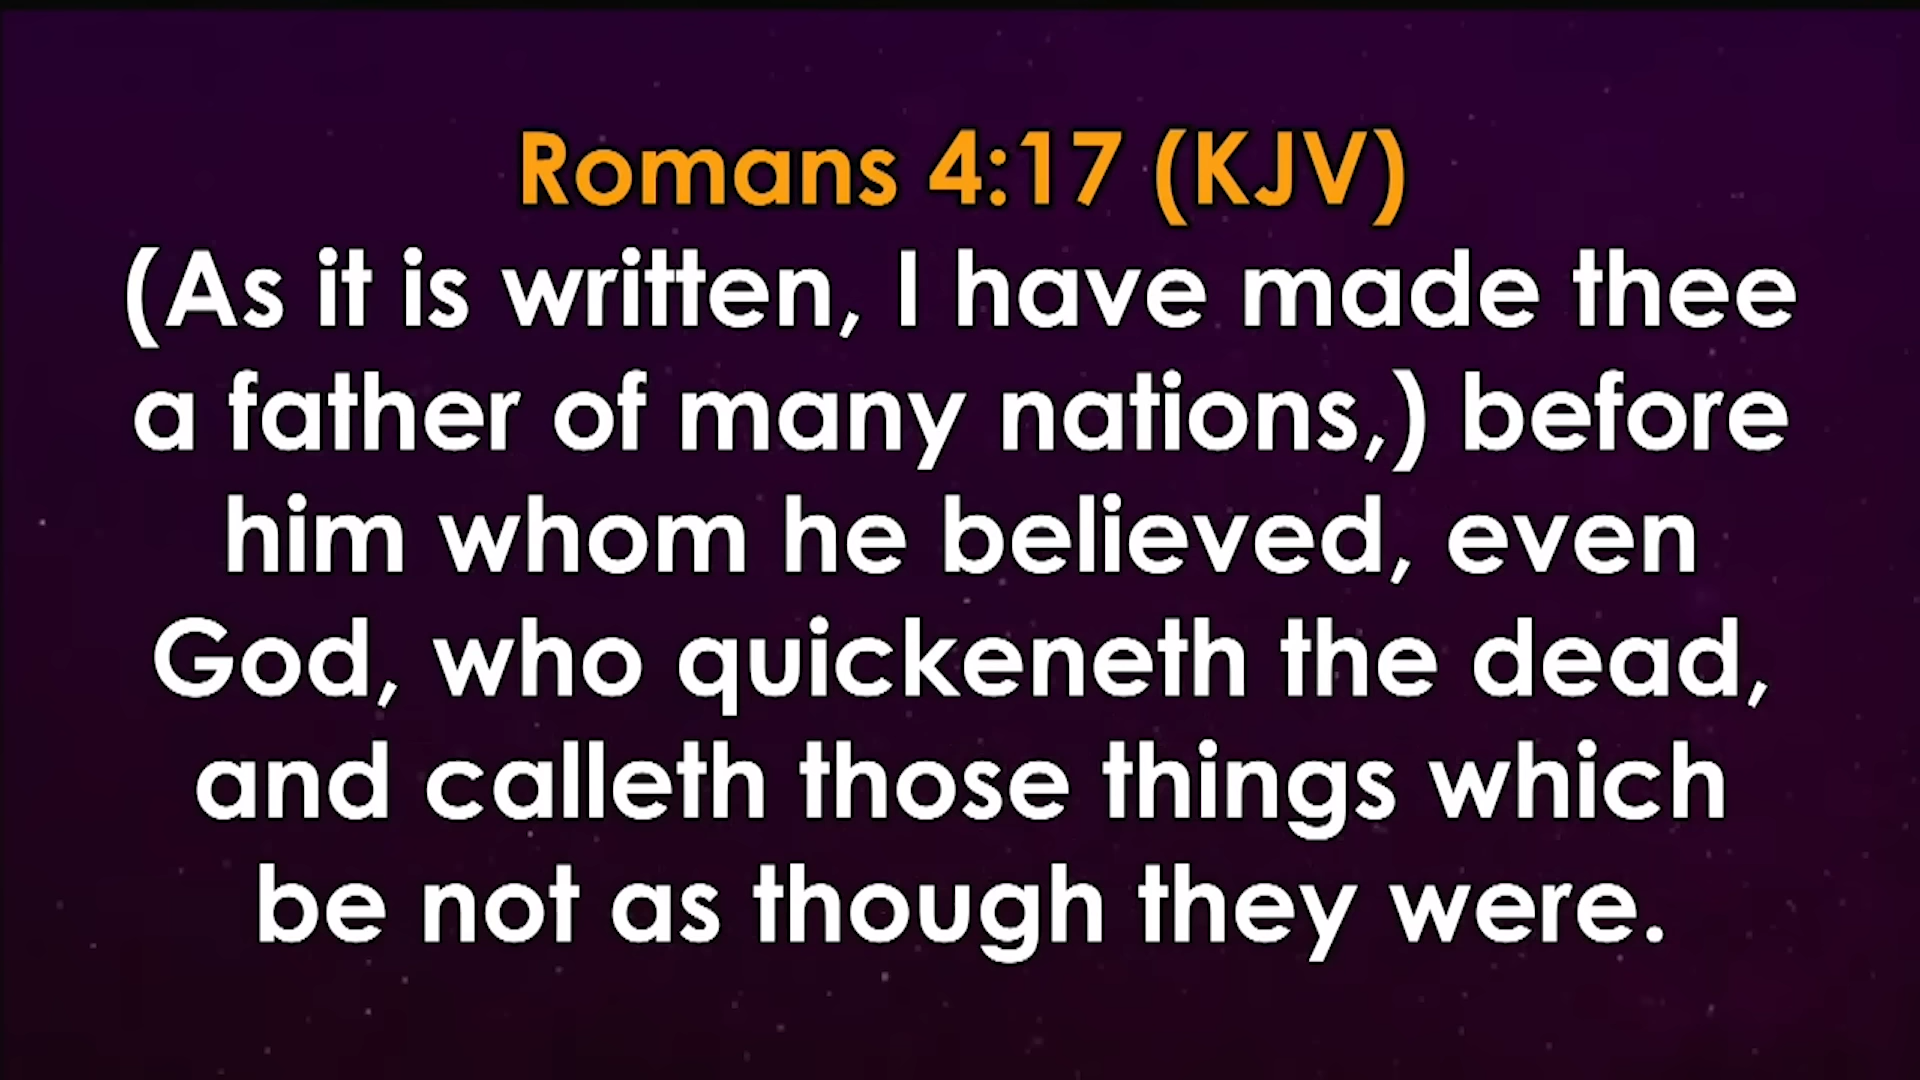 Romans 4:17 (KJV)
(As it is written, I have made thee
a father of many nations,) before
him whom he believed, even
God, who quickeneth the dead,
and calleth those things which
be not as though they were.